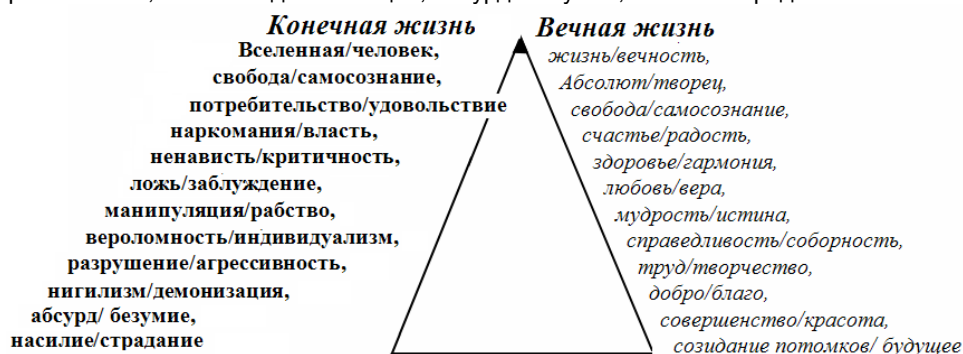 Конечная жизнь
Вселенная/человек,
свобода/самосознание,
потребительство/удовольствие
наркомания/власть,
ненависть/критичность,
ложь/заблуждение,
манипуляция/рабство,
вероломность/индивидуализм,
разрушение/агрессивность,
нигилизм/демонизация,
абсурд/ безумие,
насилие/страдание
Вечная жизнь
жизнь/вечность,
Абсолют/творец,
свобода/самосознание,
счастье/радость,
здоровье/гармония,
любовь/вера,
мудрость/истина,
справедливость/соборность,
труд/творчество,
добро/благо,
совершенство/красота,
созидание потомков/ будущее